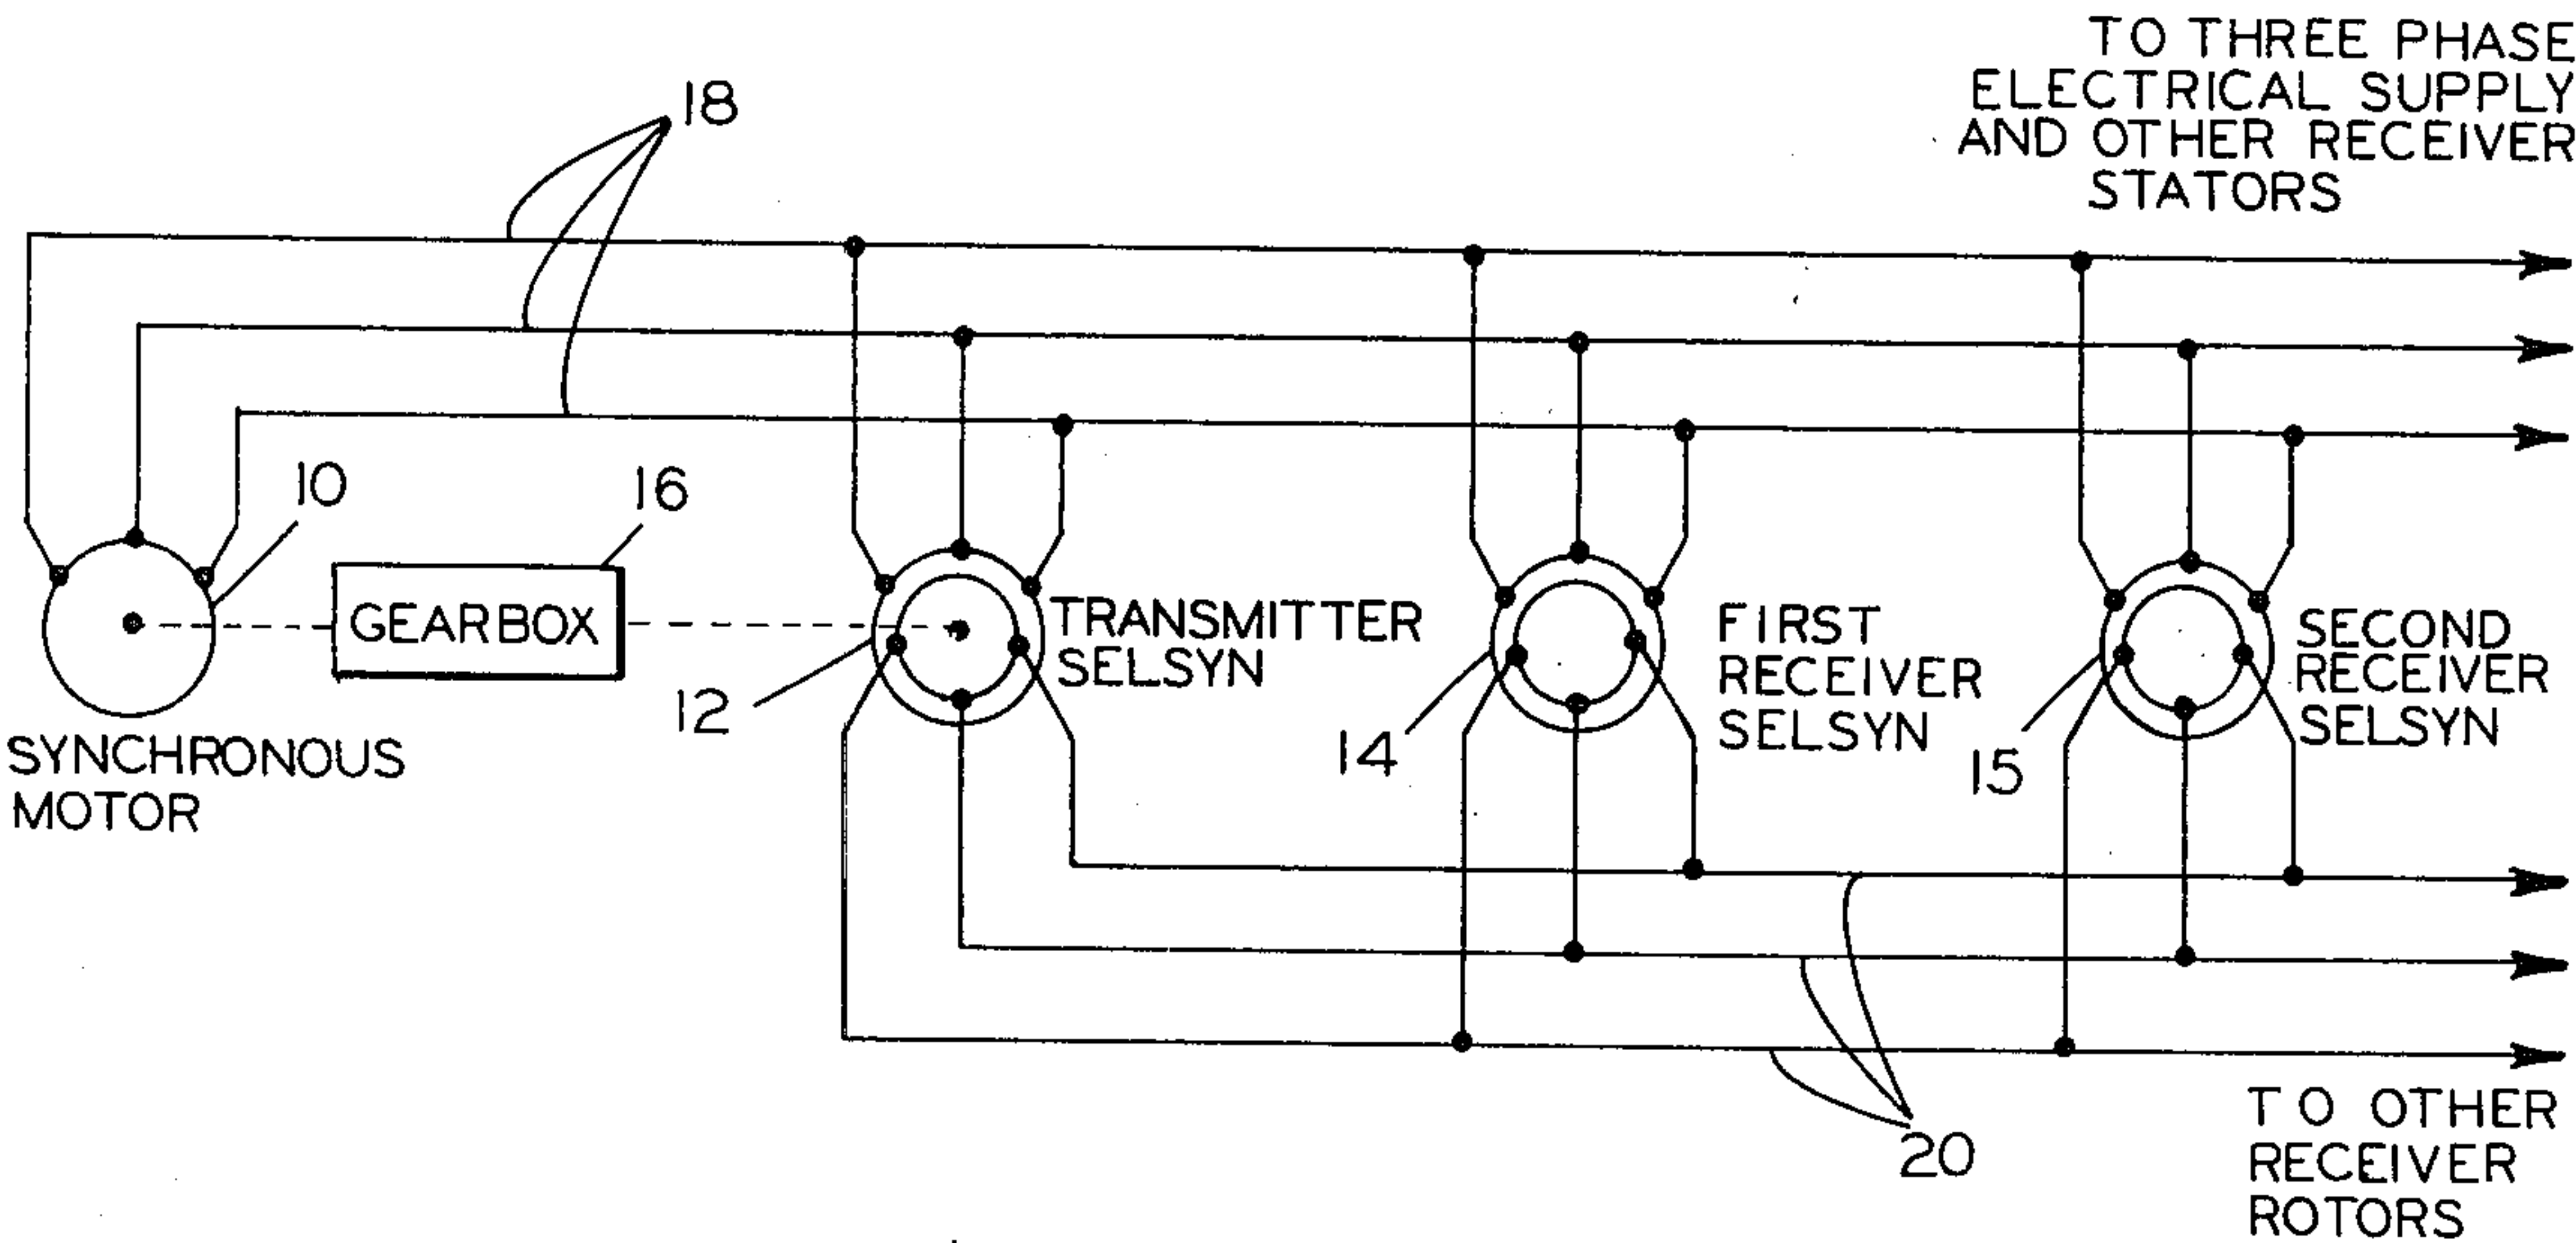 TO THREE PHASE
ELECTRICAL SUPPLY
AND OTHER RECEIVER
STATORS
18
10
16
GEARBOX
TRANSMITTER
SELSYN
FIRST
RECEIVER
SELSYN
SECOND
RECEIVER
SELSYN
12
14
15
SYNCHRONOUS
MOTOR
20
TO OTHER
RECEIVER
ROTORS